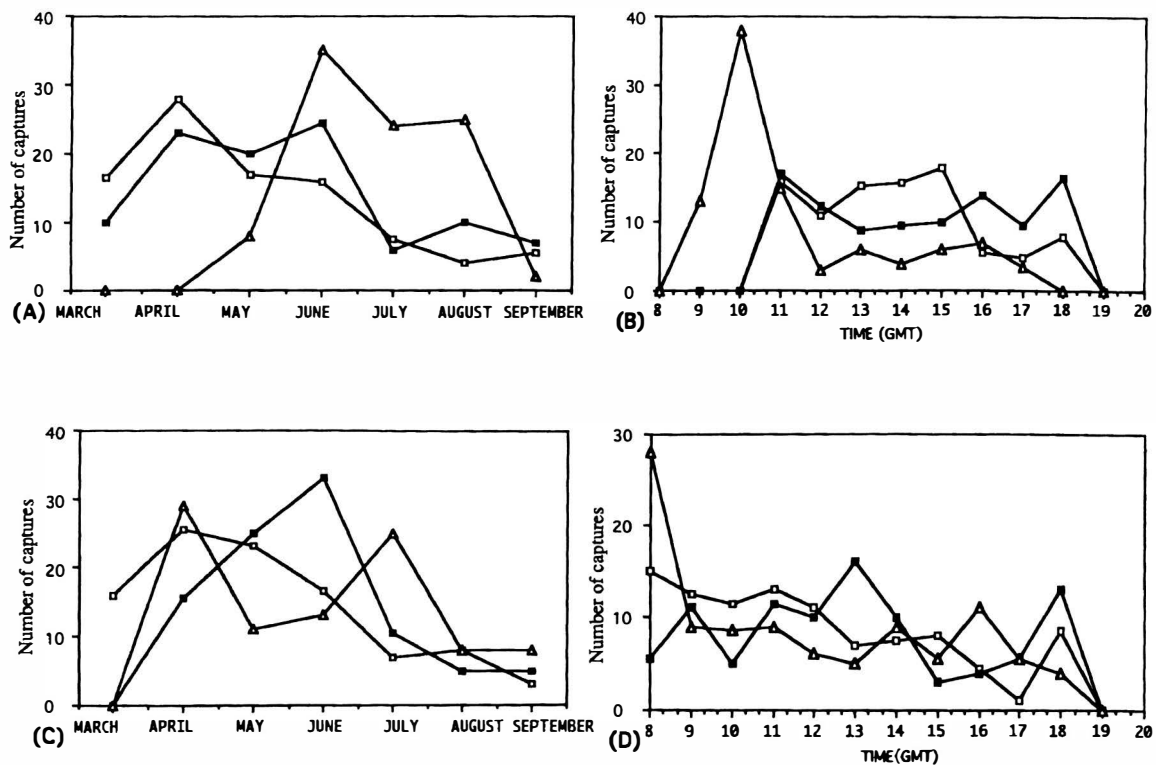 Number of captures
40
30
20
10
0
(A) MARCH APRIL MAY JUNE JULY AUGUST SEPTEMBER
Number of captures
40
30
20
10
0
8 9 10 11 12 13 14 15 16 17 18 19 20
(B) TIME (GMT)
Number of captures
40
30
20
10
0
(C) MARCH APRIL MAY JUNE JULY AUGUST SEPTEMBER
Number of captures
30
20
10
0
8 9 10 11 12 13 14 15 16 17 18 19 20
(D) TIME(GMT)